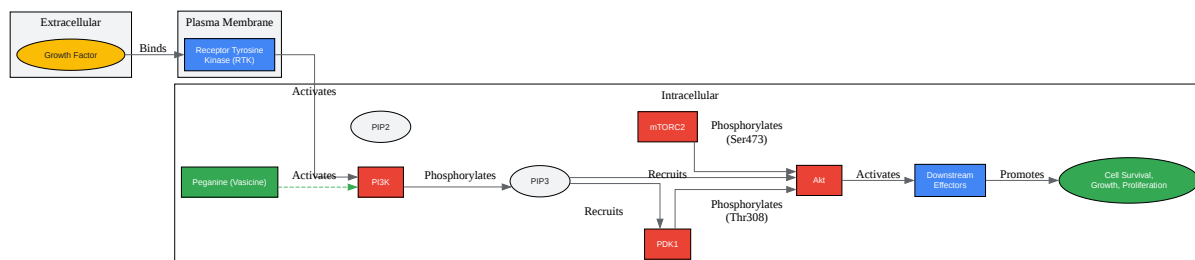 Extracellular
Growth Factor
Binds
Plasma Membrane
Receptor Tyrosine
Kinase (RTK)
Activates
Intracellular
PIP2
mTORC2
Phosphorylates
(Ser473)
Peganine (Vasicine)
Activates
PI3K
Phosphorylates
PIP3
Recruits
Akt
Activates
Downstream
Effectors
Promotes
Cell Survival,
Growth, Proliferation
Recruits
Phosphorylates
(Thr308)
PDK1